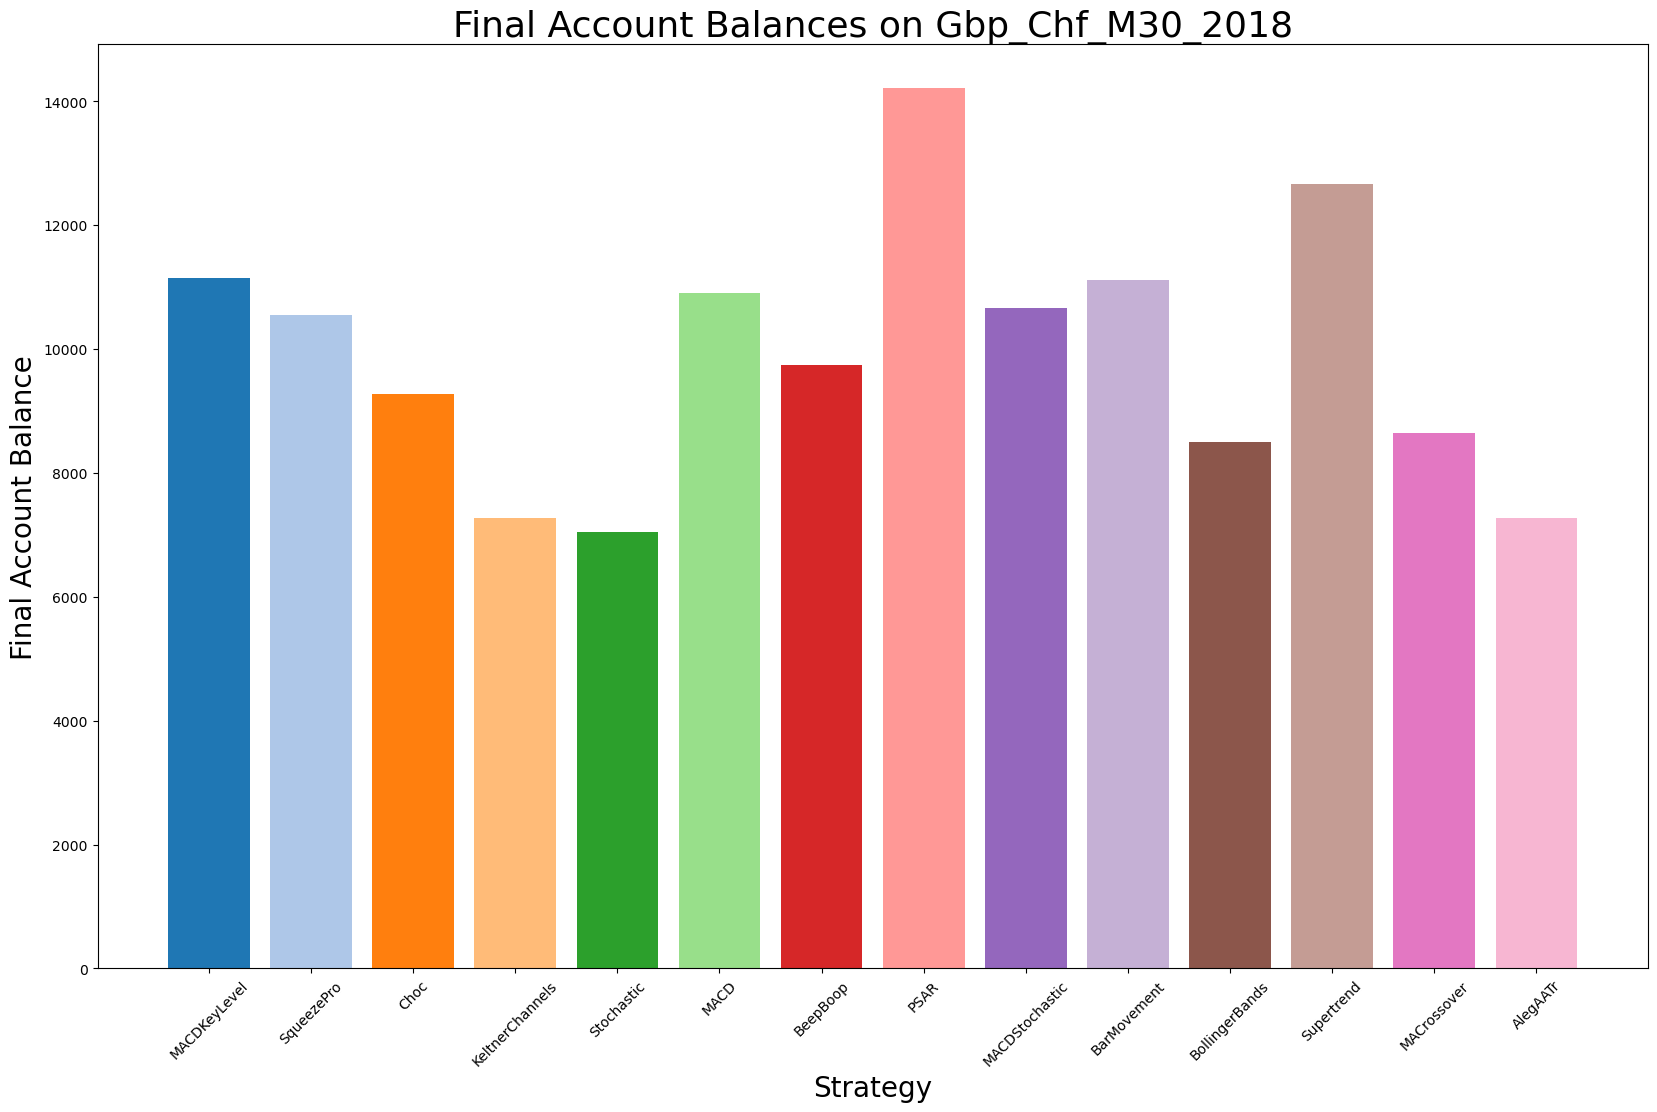 Final Account Balances on Gbp_Chf_M30_2018
Final Account Balance
14000
12000
10000
8000
6000
4000
2000
0
MACDKeyLevel
SqueezePro
Choc
KeltnerChannels
Stochastic
MACD
BeepBoop
PSAR
MACDStochastic
BarMovement
BollingerBands
Supertrend
MACrossover
AlegAATr
Strategy